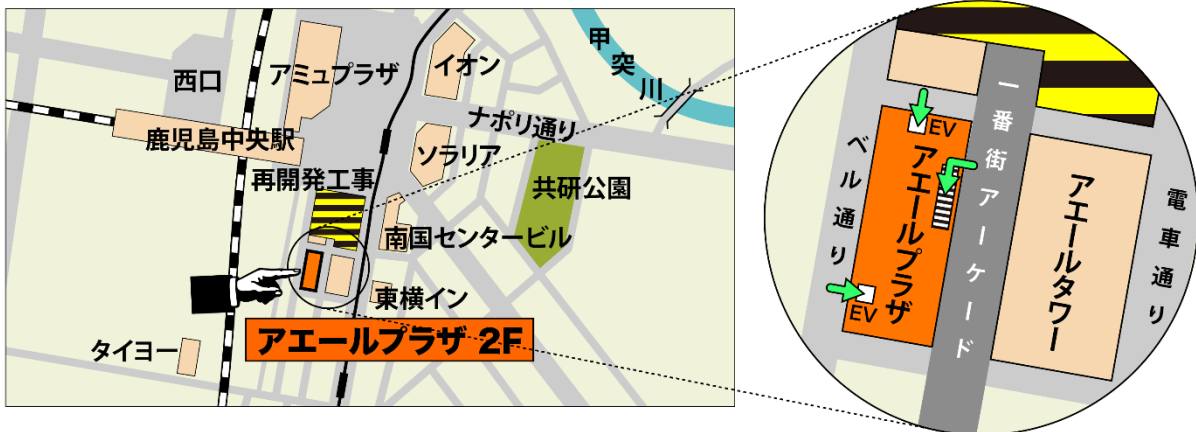 西口
アミュプラザ
イオン
甲突川
ナポリ通り
鹿児島中央駅
ソラリア
再開発工事
共研公園
南国センタービル
東横イン
アエールプラザ 2F
タイヨー
EV
ベル通り
アエールプラザ
一番街アーケード
アエールタワー
電車通り
EV